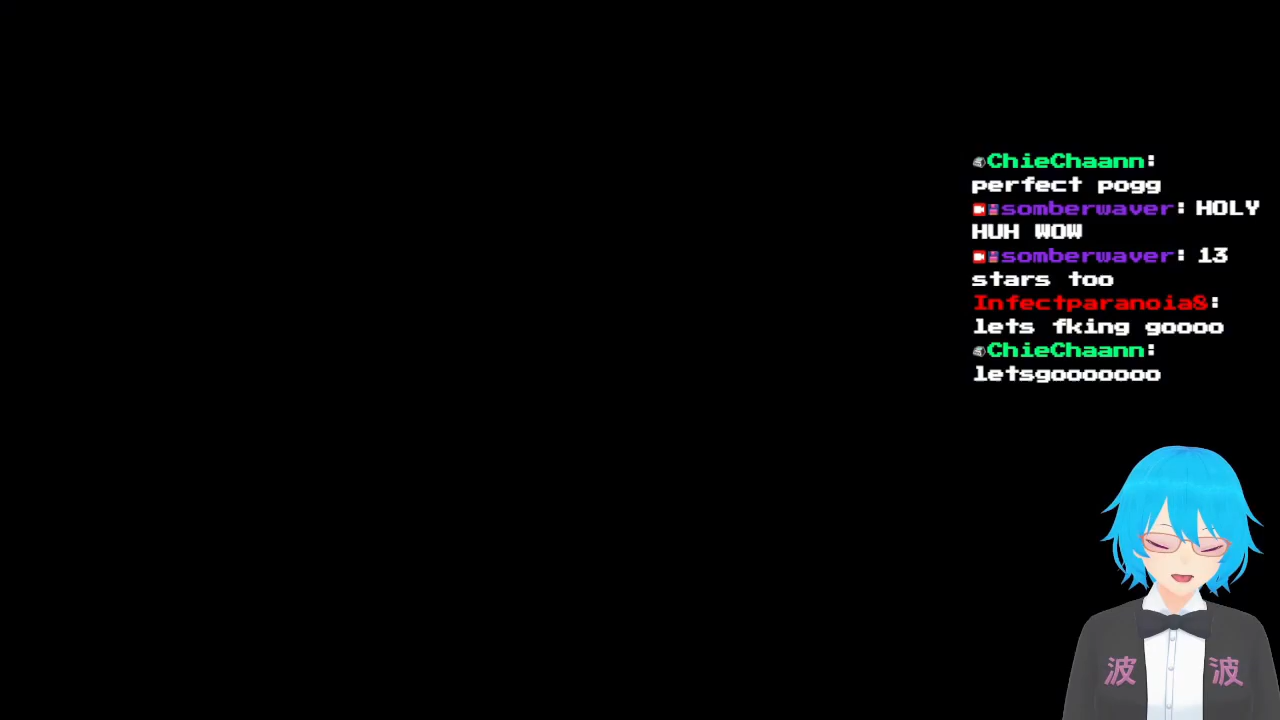 ChieChaann:
perfect pogg
somberwaver: HOLY
HUH WOW
somberwaver: 13
stars too
Infectparanoia8:
lets fking goooo
ChieChaann:
letsgooooooo
波 波